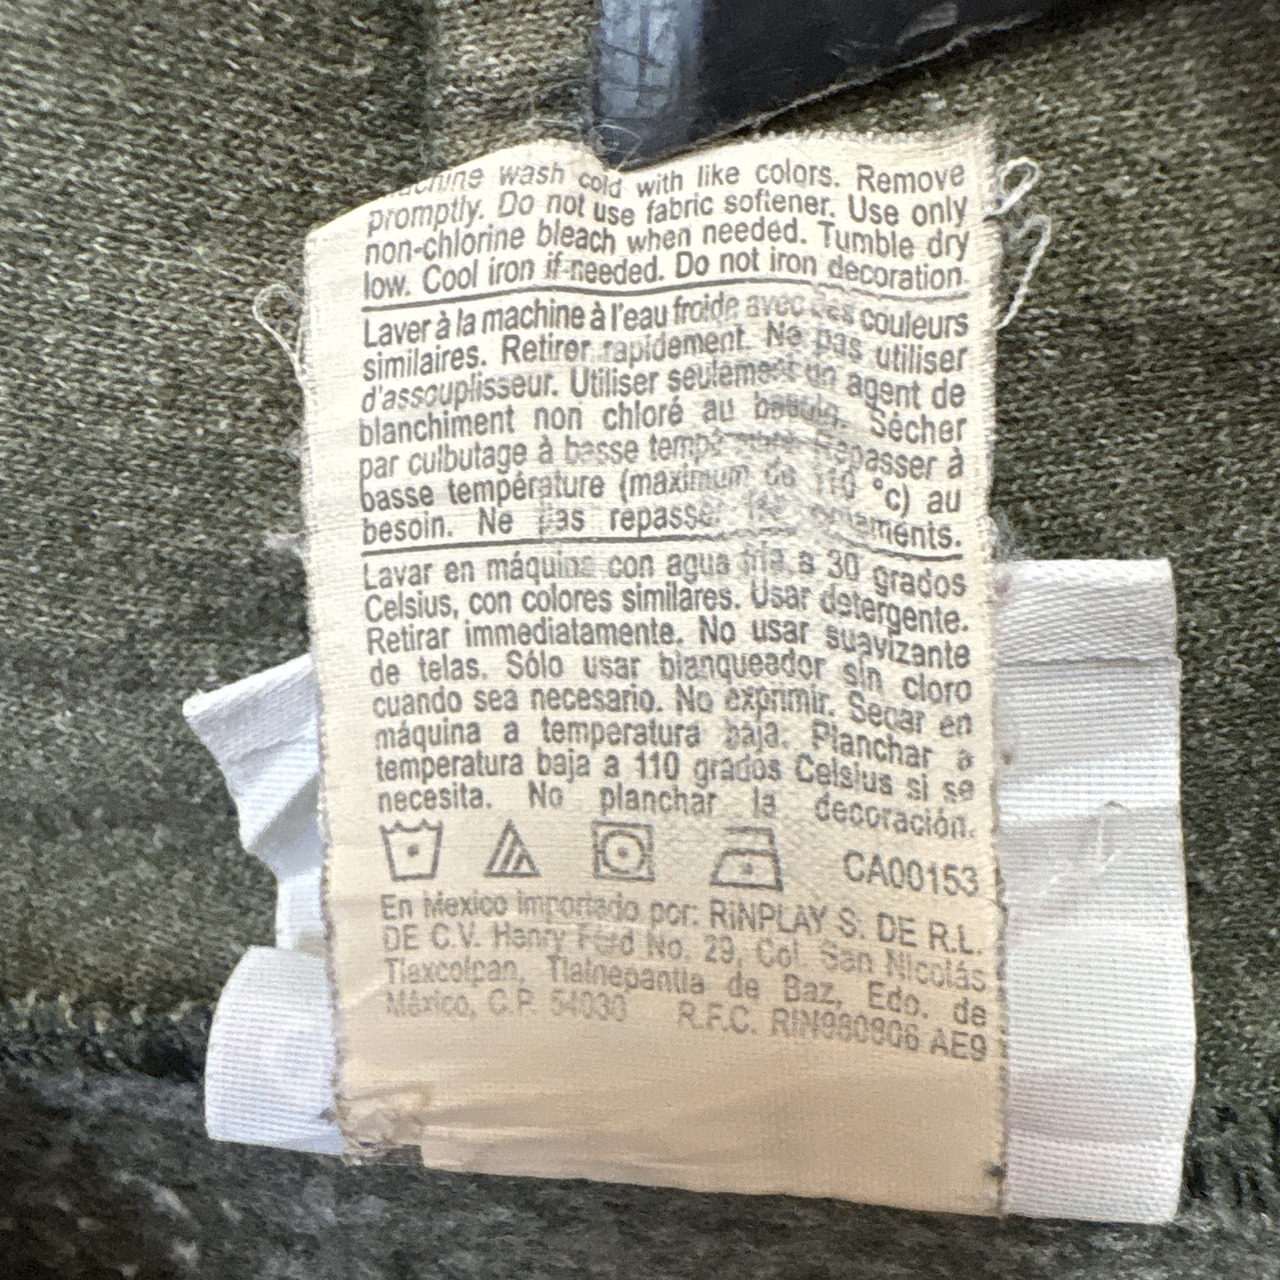 wash cold with like colors. Remove
promptly. Do not use fabric softener. Use only
non-chlorine bleach when needed. Tumble dry
low. Cool iron if needed. Do not iron decoration.
Laver à la machine à l'eau froide avec des couleurs
similaires. Retirer rapidement. Ne pas utiliser
d'assouplisseur. Utiliser seulement un agent de
blanchiment non chloré au besoin. Sécher
par culbutage à basse température. Repasser à
basse température (maximum de 110 °c) au
besoin. Ne pas repasser les ornaments.
Lavar en máquina con agua fria a 30 grados
Celsius, con colores similares. Usar detergente.
Retirar immediatamente. No usar suavizante
de telas. Sólo usar blanqueador sin cloro
cuando sea necesario. No exprimir. Secar en
máquina a temperatura baja. Planchar a
temperatura baja a 110 grados Celsius si se
necesita. No planchar la decoración.
CA00153
En Mexico importado por: RINPLAY S. DE R.L.
DE C.V. Henry Ford No. 29, Col. San Nicolás
Tlaxcolpan, Tlalnepantla de Baz, Edo. de
México, C.P. 54030 R.F.C. RIN980806 AE9